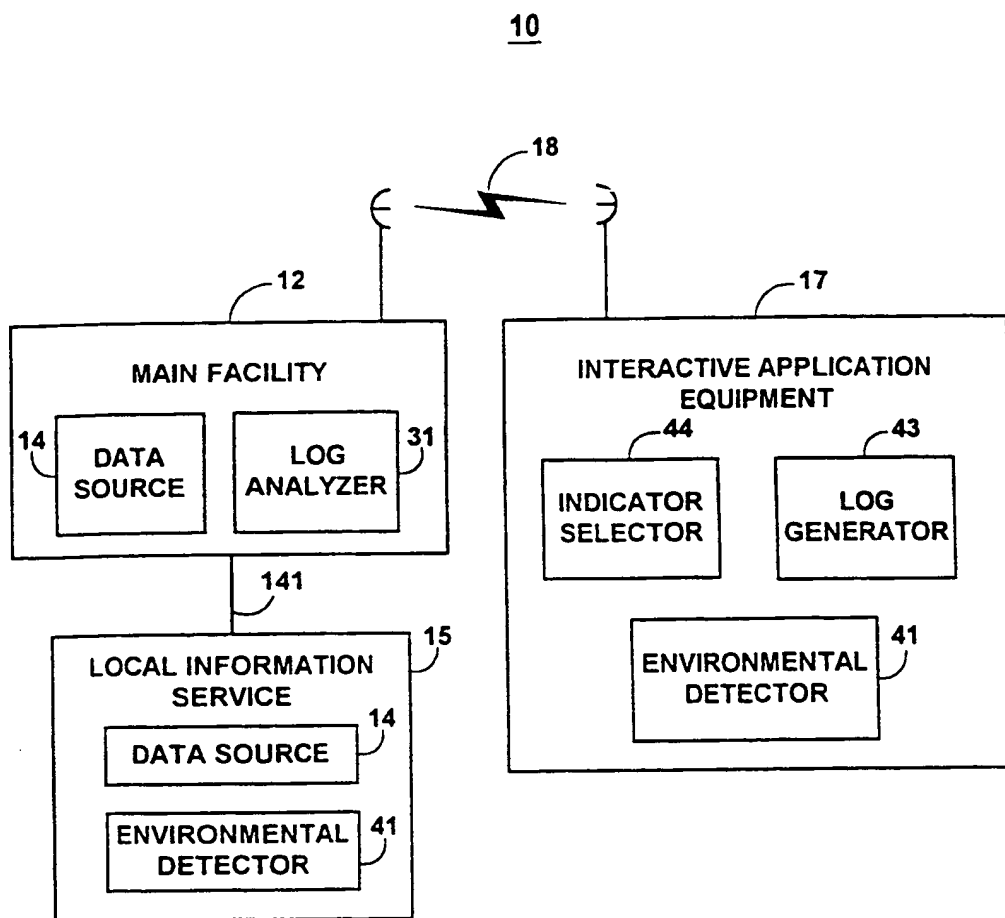 10
18
12
17
MAIN FACILITY
14
DATA
SOURCE
LOG
ANALYZER
31
INTERACTIVE APPLICATION
EQUIPMENT
44
INDICATOR
SELECTOR
43
LOG
GENERATOR
ENVIRONMENTAL
DETECTOR
41
141
15
LOCAL INFORMATION
SERVICE
14
DATA SOURCE
ENVIRONMENTAL
DETECTOR
41